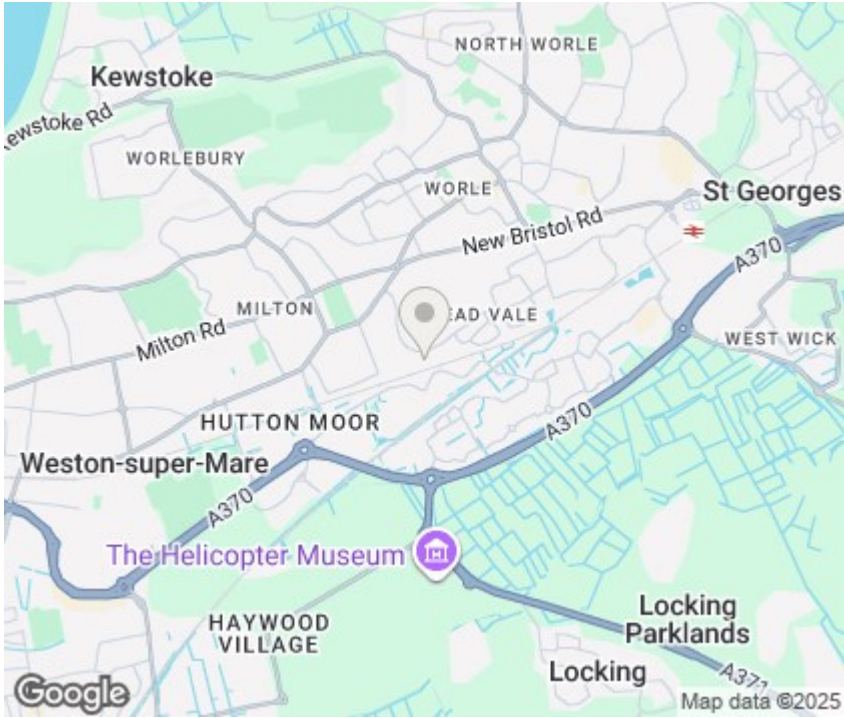 NORTH WORLE
Kewstoke
Kewstoke Rd
WORLEBURY
WORLE
St Georges
New Bristol Rd
A370
MILTON
EAD VALE
Milton Rd
WEST WICK
HUTTON MOOR
A370
Weston-super-Mare
A370
The Helicopter Museum
HAYWOOD
VILLAGE
Locking
Parklands
Locking
A371
Google
Map data ©2025